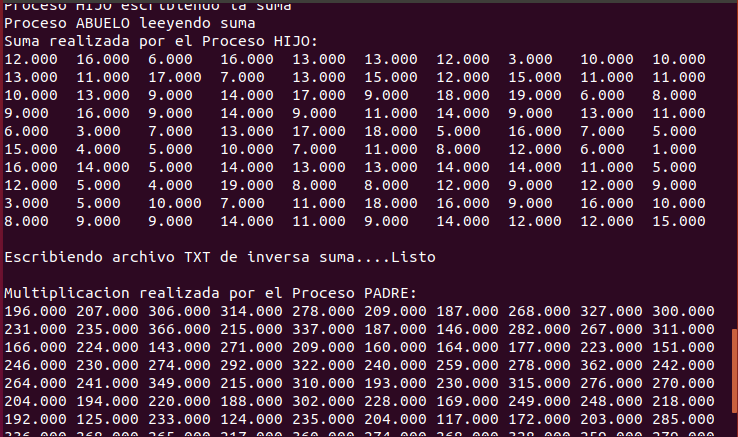 Proceso HIJO escribiendo la suma
Proceso ABUELO leeyendo suma
Suma realizada por el Proceso HIJO:
12.000 16.000 6.000 16.000 13.000 13.000 12.000 3.000 10.000 10.000
13.000 11.000 17.000 7.000 13.000 15.000 12.000 15.000 11.000 11.000
10.000 13.000 9.000 14.000 17.000 9.000 18.000 19.000 6.000 8.000
9.000 16.000 9.000 14.000 9.000 11.000 14.000 9.000 13.000 11.000
6.000 3.000 7.000 13.000 17.000 18.000 5.000 16.000 7.000 5.000
15.000 4.000 5.000 10.000 7.000 11.000 8.000 12.000 6.000 1.000
16.000 14.000 5.000 14.000 13.000 13.000 14.000 14.000 11.000 5.000
12.000 5.000 4.000 19.000 8.000 8.000 12.000 9.000 12.000 9.000
3.000 5.000 10.000 7.000 11.000 18.000 16.000 9.000 16.000 10.000
8.000 9.000 9.000 14.000 11.000 9.000 14.000 12.000 12.000 15.000
Escribiendo archivo TXT de inversa suma....Listo
Multiplicacion realizada por el Proceso PADRE:
196.000 207.000 306.000 314.000 278.000 209.000 187.000 268.000 327.000 300.000
231.000 235.000 366.000 215.000 337.000 187.000 146.000 282.000 267.000 311.000
166.000 224.000 143.000 271.000 209.000 160.000 164.000 177.000 223.000 151.000
246.000 230.000 274.000 292.000 322.000 240.000 259.000 278.000 362.000 242.000
264.000 241.000 349.000 215.000 310.000 193.000 230.000 315.000 276.000 270.000
204.000 194.000 220.000 188.000 302.000 228.000 169.000 249.000 248.000 218.000
192.000 125.000 233.000 124.000 235.000 204.000 117.000 172.000 203.000 285.000